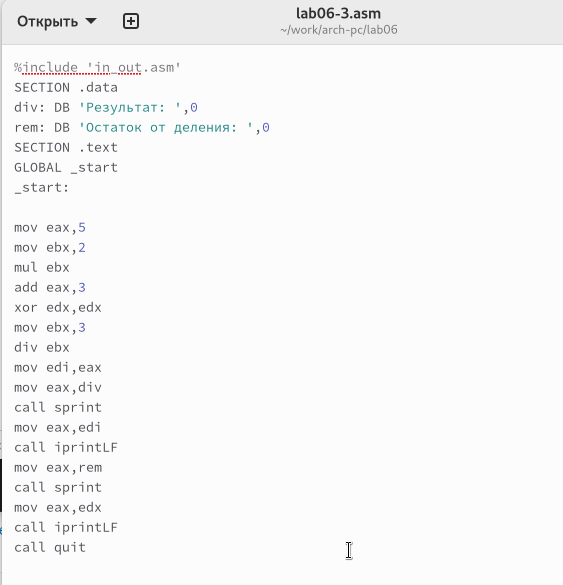 Открыть
lab06-3.asm
~/work/arch-pc/lab06
%include 'in_out.asm'
SECTION .data
div: DB 'Результат: ',0
rem: DB 'Остаток от деления: ',0
SECTION .text
GLOBAL _start
_start:
mov eax,5
mov ebx,2
mul ebx
add eax,3
xor edx,edx
mov ebx,3
div ebx
mov edi,eax
mov eax,div
call sprint
mov eax,edi
call iprintLF
mov eax,rem
call sprint
mov eax,edx
call iprintLF
call quit